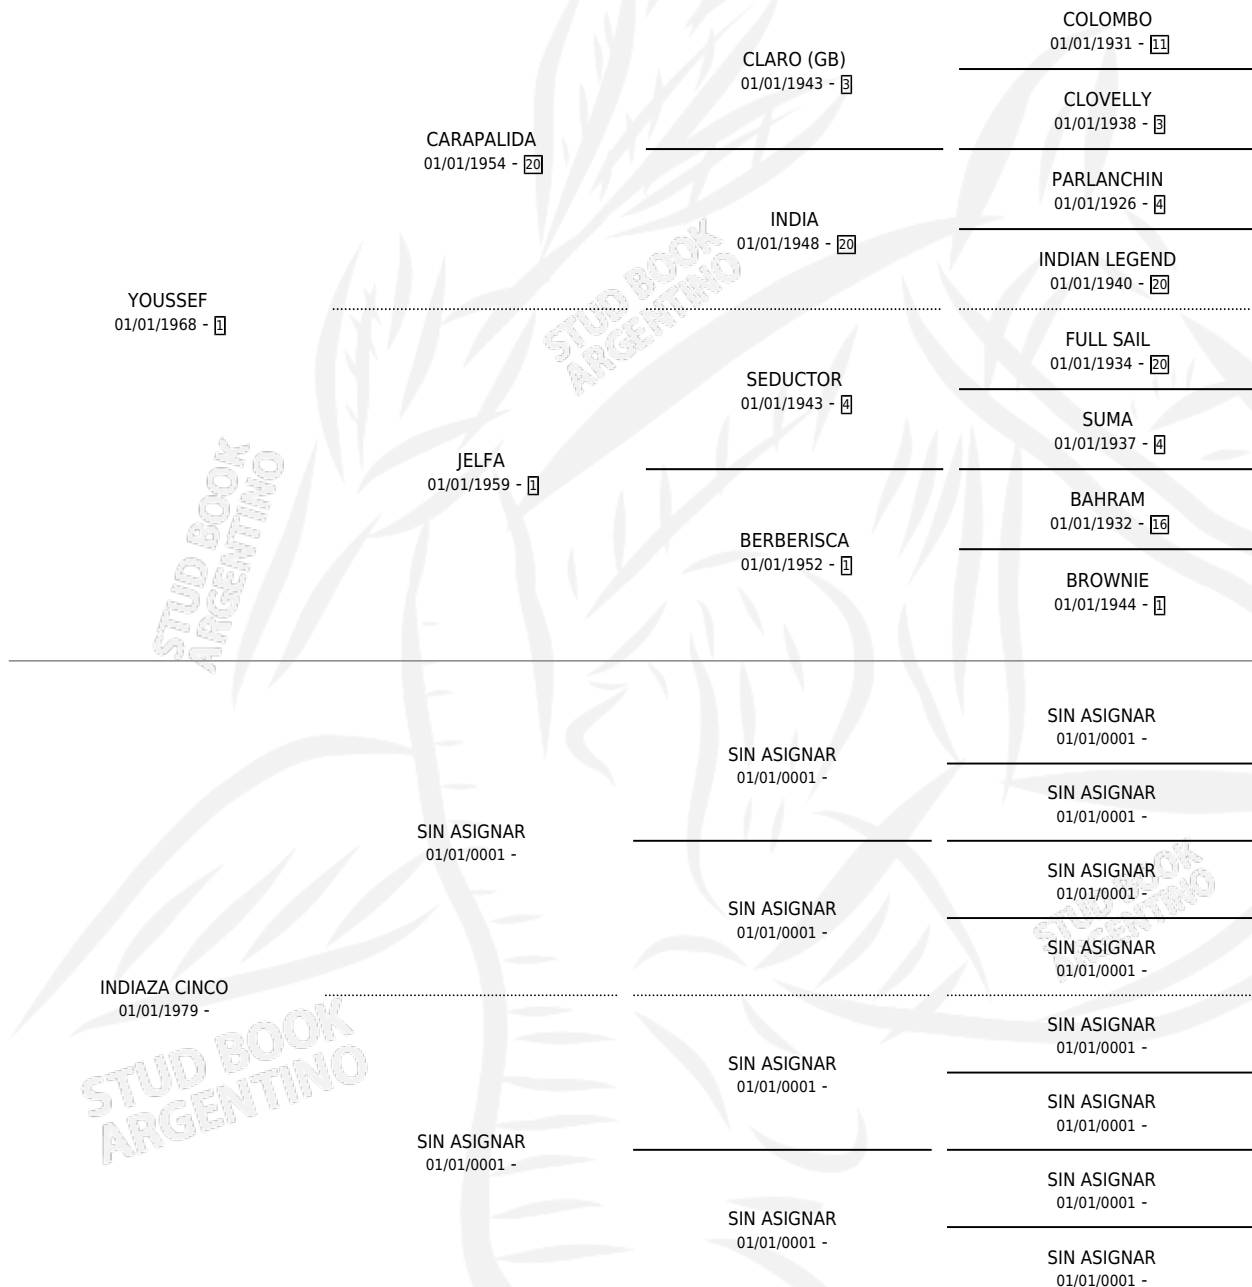 COLOMBO
01/01/1931 - 11
CLARO (GB)
01/01/1943 - 3
CLOVELLY
01/01/1938 - 3
CARAPALIDA
01/01/1954 - 20
PARLANCHIN
01/01/1926 - 4
INDIA
01/01/1948 - 20
INDIAN LEGEND
01/01/1940 - 20
YOUSSEF
01/01/1968 - 1
FULL SAIL
01/01/1934 - 20
SEDUCTOR
01/01/1943 - 4
SUMA
01/01/1937 - 4
JELFA
01/01/1959 - 1
BAHRAM
01/01/1932 - 16
BERBERISCA
01/01/1952 - 1
BROWNIE
01/01/1944 - 1
STUD BOOK
ARGENTINO
STUD BOOK
ARGENTINO
SIN ASIGNAR
01/01/0001 -
SIN ASIGNAR
01/01/0001 -
SIN ASIGNAR
01/01/0001 -
SIN ASIGNAR
01/01/0001 -
SIN ASIGNAR
01/01/0001 -
SIN ASIGNAR
01/01/0001 -
SIN ASIGNAR
01/01/0001 -
INDIAZA CINCO
01/01/1979 -
SIN ASIGNAR
01/01/0001 -
SIN ASIGNAR
01/01/0001 -
SIN ASIGNAR
01/01/0001 -
SIN ASIGNAR
01/01/0001 -
SIN ASIGNAR
01/01/0001 -
SIN ASIGNAR
01/01/0001 -
SIN ASIGNAR
01/01/0001 -
STUD BOOK
ARGENTINO
STUD BOOK
ARGENTINO